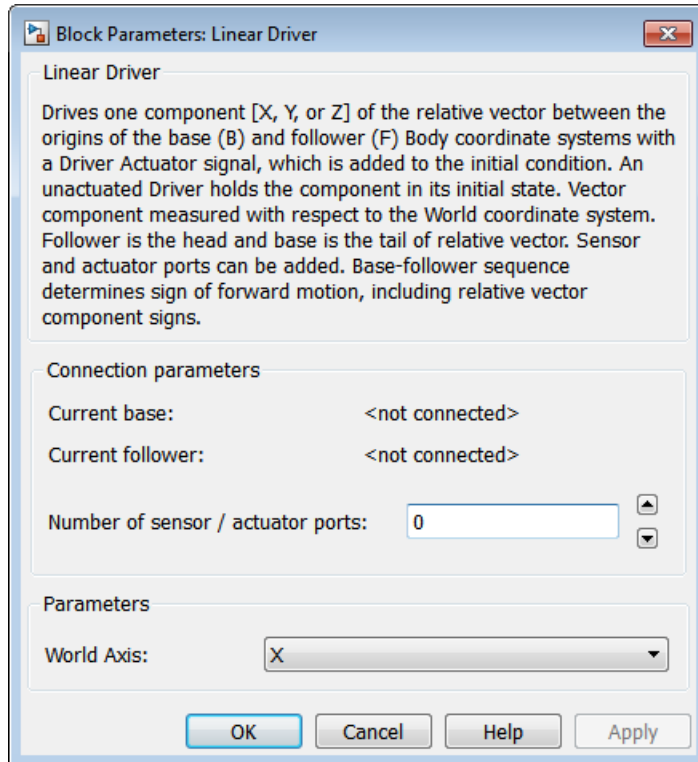 Block Parameters: Linear Driver
Linear Driver
Drives one component [X, Y, or Z] of the relative vector between the
origins of the base (B) and follower (F) Body coordinate systems with
a Driver Actuator signal, which is added to the initial condition. An
unactuated Driver holds the component in its initial state. Vector
component measured with respect to the World coordinate system.
Follower is the head and base is the tail of relative vector. Sensor
and actuator ports can be added. Base-follower sequence
determines sign of forward motion, including relative vector
component signs.
Connection parameters
Current base: <not connected>
Current follower: <not connected>
Number of sensor / actuator ports: 0
Parameters
World Axis: X
OK Cancel Help Apply